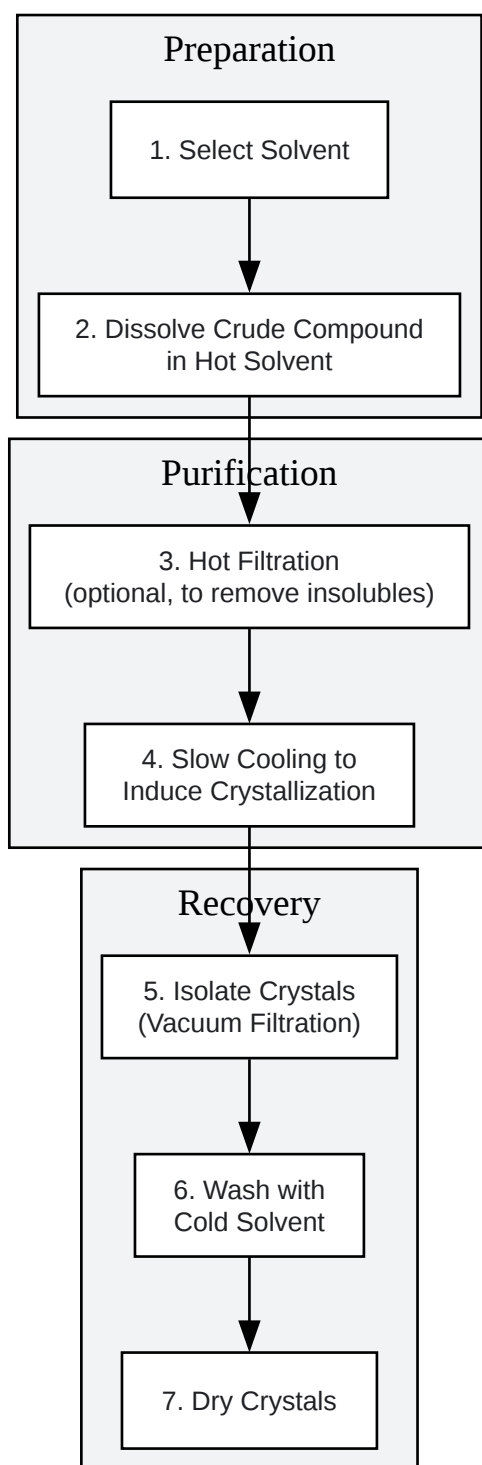 Preparation
1. Select Solvent
2. Dissolve Crude Compound
in Hot Solvent
Purification
3. Hot Filtration
(optional, to remove insolubles)
4. Slow Cooling to
Induce Crystallization
Recovery
5. Isolate Crystals
(Vacuum Filtration)
6. Wash with
Cold Solvent
7. Dry Crystals